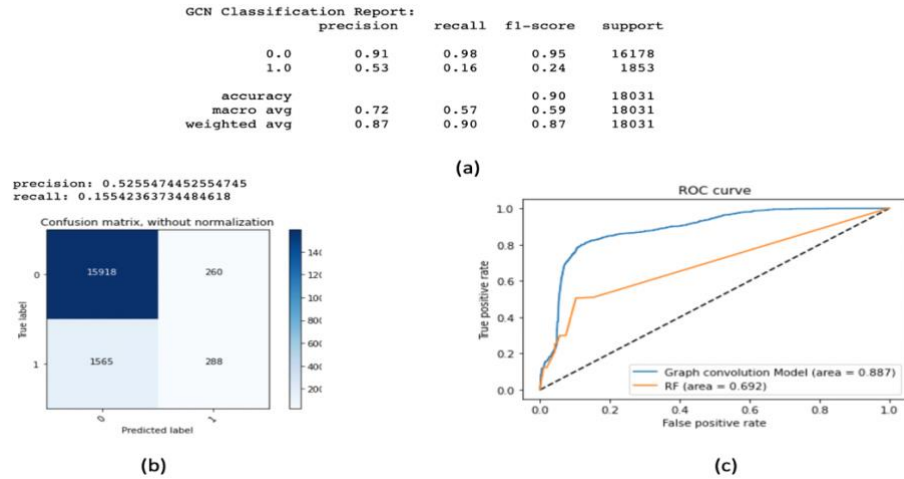 GCN Classification Report:
precision recall f1-score support
0.0 0.91 0.98 0.95 16178
1.0 0.53 0.16 0.24 1853
accuracy 0.90 18031
macro avg 0.72 0.57 0.59 18031
weighted avg 0.87 0.90 0.87 18031
(a)
precision: 0.5255474452554745
recall: 0.15542363734484618
Confusion matrix, without normalization
True label
0
1
15918 260
1565 288
0 1
Predicted label
(b)
ROC curve
True positive rate
1.0
0.8
0.6
0.4
0.2
0.0
Graph convolution Model (area = 0.887)
RF (area = 0.692)
0.0 0.2 0.4 0.6 0.8 1.0
False positive rate
(c)